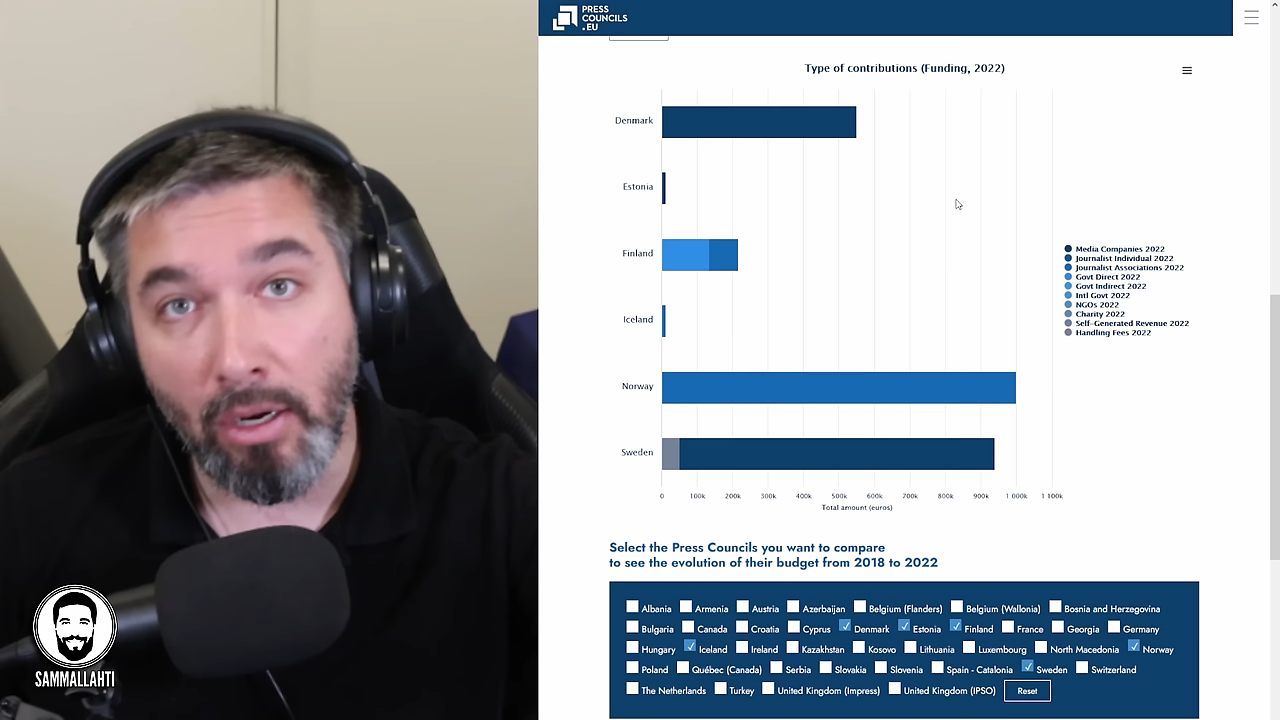 PRESS
COUNCILS
.EU
Type of contributions (Funding, 2022)
Denmark
Estonia
Finland
Iceland
Norway
Sweden
0 100k 200k 300k 400k 500k 600k 700k 800k 900k 1 000k 1 100k
Total amount (euros)
Media Companies 2022
Journalist Individual 2022
Journalist Associations 2022
Govt Direct 2022
Govt Indirect 2022
Intl Govt 2022
NGOs 2022
Charity 2022
Self-Generated Revenue 2022
Handling Fees 2022
Select the Press Councils you want to compare
to see the evolution of their budget from 2018 to 2022
Albania Armenia Austria Azerbaijan Belgium (Flanders) Belgium (Wallonia) Bosnia and Herzegovina
Bulgaria Canada Croatia Cyprus Denmark Estonia Finland France Georgia Germany
Hungary Iceland Ireland Kazakhstan Kosovo Lithuania Luxembourg North Macedonia Norway
Poland Québec (Canada) Serbia Slovakia Slovenia Spain - Catalonia Sweden Switzerland
The Netherlands Turkey United Kingdom (Impress) United Kingdom (IPSO) Reset
SAMMALLAHTI